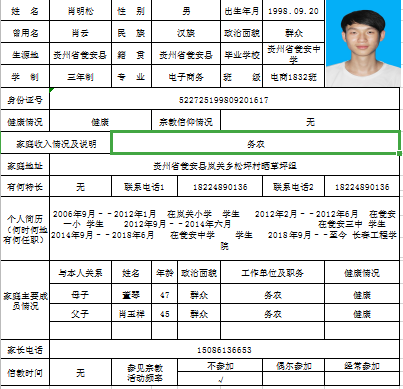 姓 名 肖明松 性 别 男 出生年月 1998.09.20
曾用名 肖云 民 族 汉族 政治面貌 群众
生源地 贵州省瓮安县 籍 贯 贵州省瓮安县 毕业学校 贵州省瓮安中学
学 制 三年制 专 业 电子商务 班 级 电商1832班
身份证号 522725199809201617
健康情况 健康 宗教信仰情况 无
家庭收入情况及说明 务农
家庭地址 贵州省瓮安县岚关乡松坪村晒草坪组
有何特长 无 联系电话1 18224890136 联系电话2 18224890136
个人简历（何时何地有何任职）
2006年9月--2012年1月 在岚关小学 学生 2012年2月--2012年6月 在瓮安
一小 学生 2012年9月--2014年六月 在瓮安三中 学生
2014年9月--2018年6月 在瓮安中学 学生 2018年9月--至今 长春工程学
院
家庭主要成员情况
与本人关系 姓名 年龄 政治面貌 工作单位及职务 健康情况
母子 董琴 47 群众 务农 健康
父子 肖玉祥 45 群众 务农 健康
家长电话 15086136653
信教时间 无 参见宗教活动频率 不参加 偶尔参加 经常参加
√